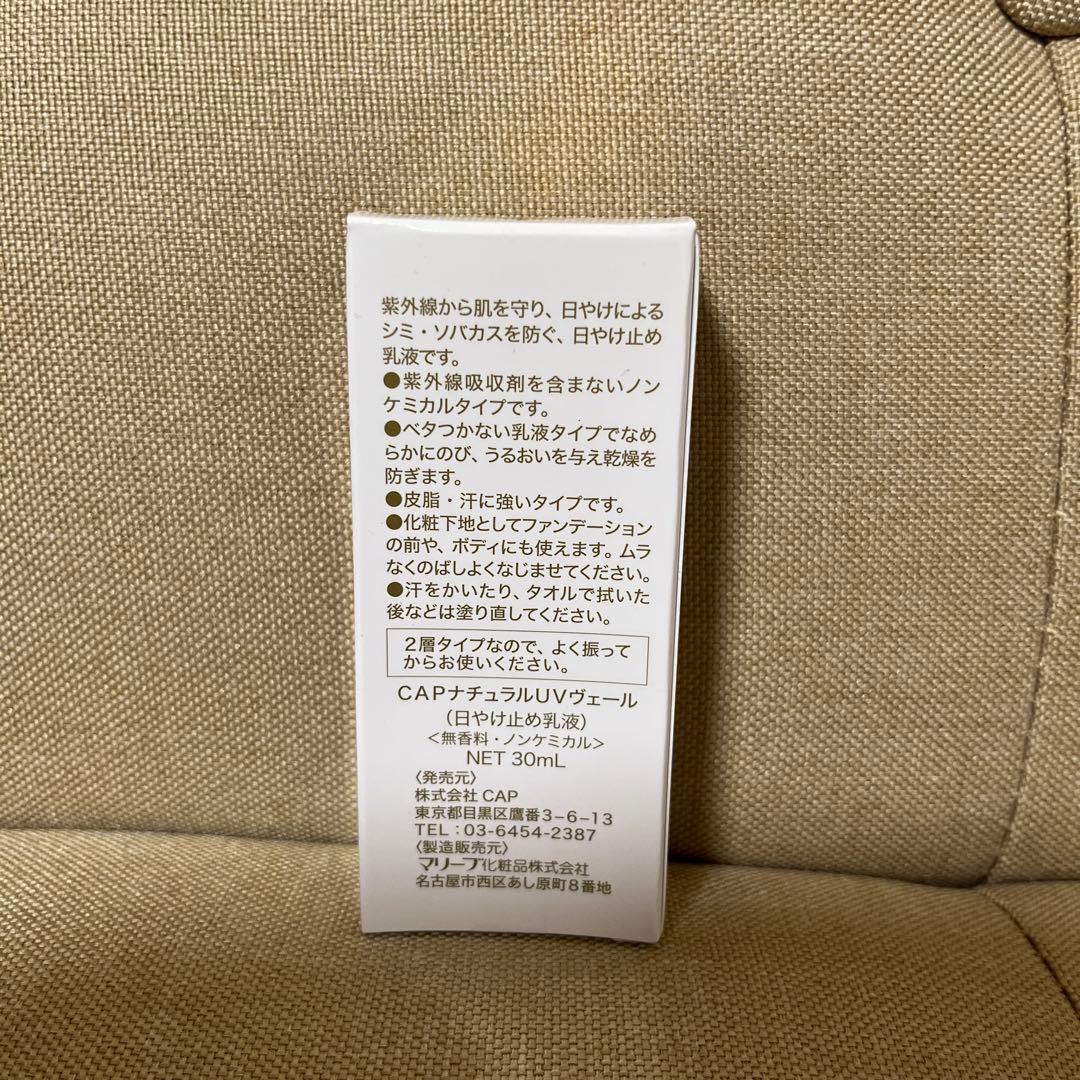 紫外線から肌を守り、日やけによる
シミ・ソバカスを防ぐ、日やけ止め
乳液です。
●紫外線吸収剤を含まないノン
ケミカルタイプです。
●ベタつかない乳液タイプでなめ
らかにのび、うるおいを与え乾燥を
防ぎます。
●皮脂・汗に強いタイプです。
●化粧下地としてファンデーション
の前や、ボディにも使えます。ムラ
なくのばしよくなじませてください。
●汗をかいたり、タオルで拭いた
後などは塗り直してください。
2層タイプなので、よく振って
からお使いください。
CAPナチュラルUVヴェール
（日やけ止め乳液）
＜無香料・ノンケミカル＞
NET 30mL
〈発売元〉
株式会社 CAP
東京都目黒区鷹番3-6-13
TEL：03-6454-2387
〈製造販売元〉
マリーブ化粧品株式会社
名古屋市西区あし原町8番地